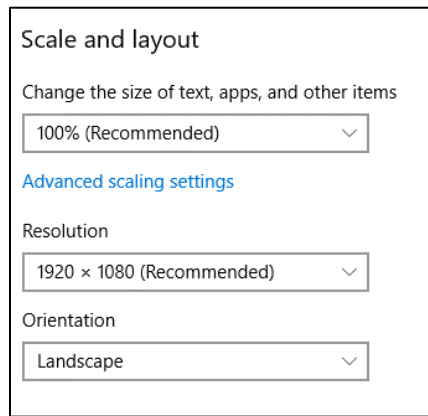 Scale and layout
Change the size of text, apps, and other items
100% (Recommended)
Advanced scaling settings
Resolution
1920 × 1080 (Recommended)
Orientation
Landscape